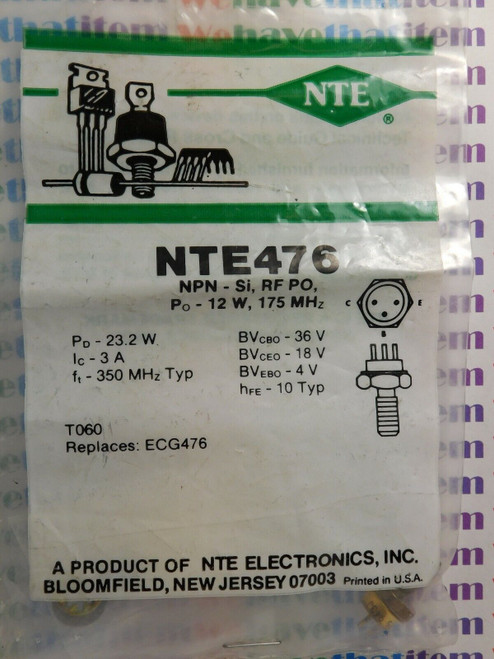 NTE
®
NTE476
NPN - Si, RF PO,
PO - 12 W, 175 MHz
C E
B
PD - 23.2 W
BVCBO - 36 V
IC - 3 A
BVCEO - 18 V
ft - 350 MHz Typ
BVEBO - 4 V
hFE - 10 Typ
T060
Replaces: ECG476
A PRODUCT OF NTE ELECTRONICS, INC.
BLOOMFIELD, NEW JERSEY 07003 Printed in U.S.A.